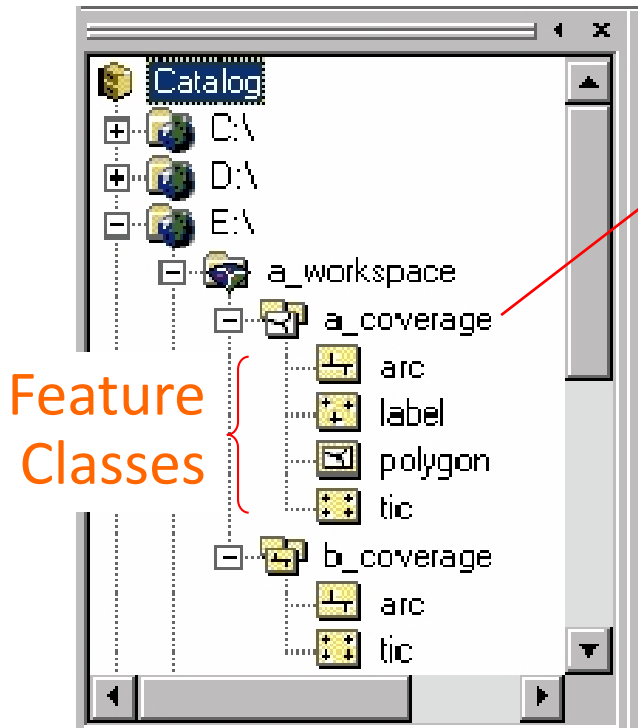 Catalog
C:\
D:\
E:\
a_workspace
a_coverage
arc
Feature
label
Classes
polygon
tic
b_coverage
arc
tic